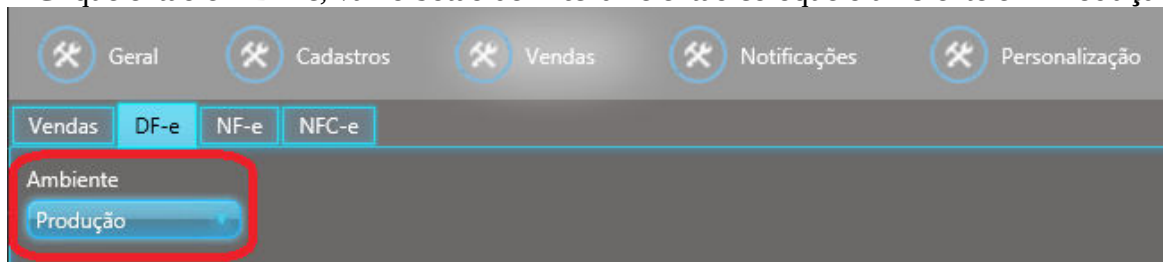 Geral Cadastros Vendas Notificações Personalização
Vendas DF-e NF-e NFC-e
Ambiente
Produção